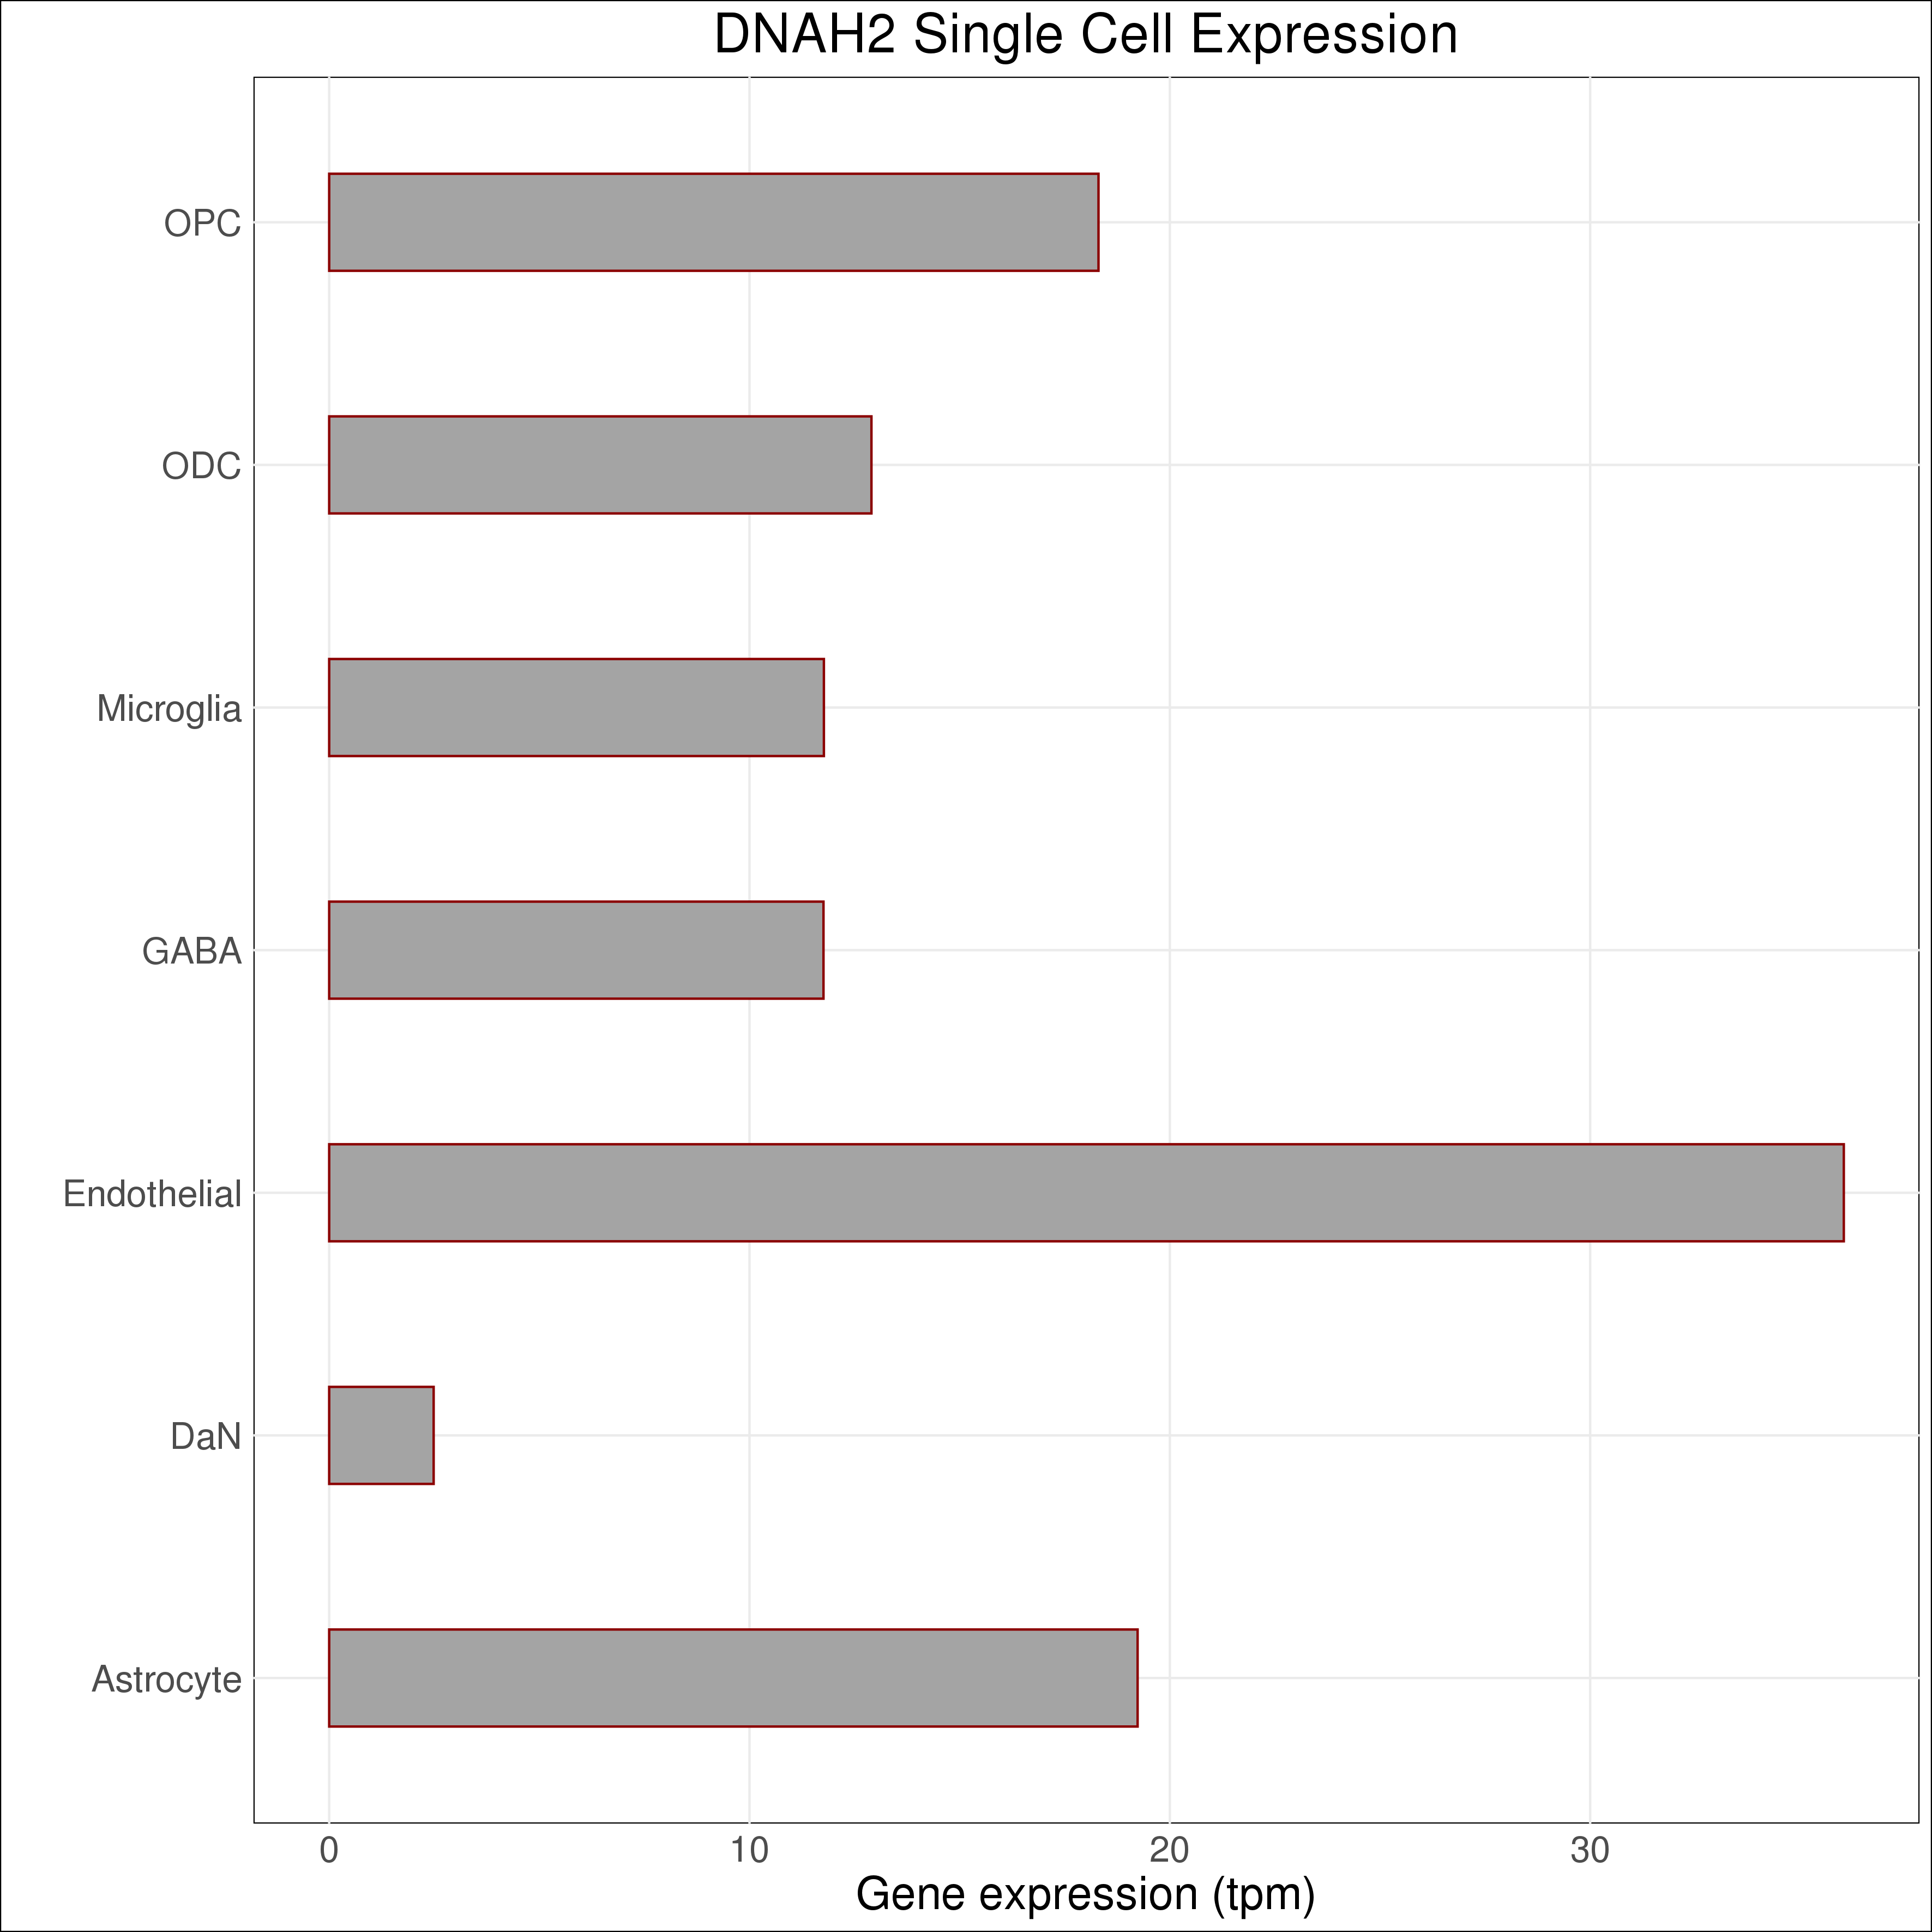 DNAH2 Single Cell Expression
OPC
ODC
Microglia
GABA
Endothelial
DaN
Astrocyte
0 10 20 30
Gene expression (tpm)